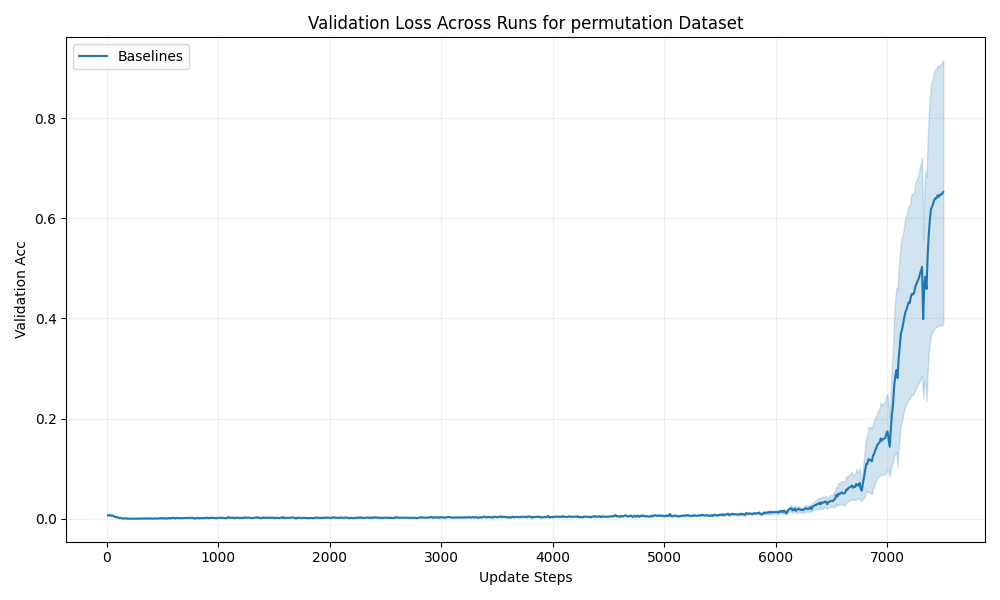 Validation Loss Across Runs for permutation Dataset
Baselines
Validation Acc
0.8
0.6
0.4
0.2
0.0
0 1000 2000 3000 4000 5000 6000 7000
Update Steps